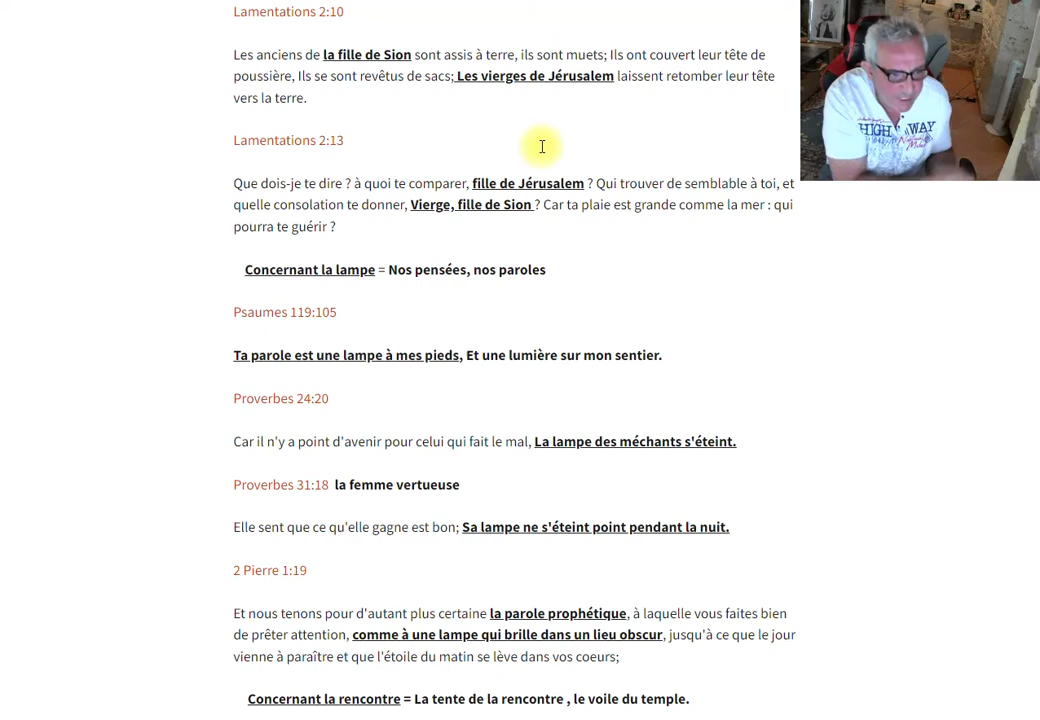 Lamentations 2:10
Les anciens de la fille de Sion sont assis à terre, ils sont muets; Ils ont couvert leur tête de
poussière, Ils se sont revêtus de sacs; Les vierges de Jérusalem laissent retomber leur tête
vers la terre.
Lamentations 2:13
Que dois-je te dire ? à quoi te comparer, fille de Jérusalem ? Qui trouver de semblable à toi, et
quelle consolation te donner, Vierge, fille de Sion ? Car ta plaie est grande comme la mer : qui
pourra te guérir ?
Concernant la lampe = Nos pensées, nos paroles
Psaumes 119:105
Ta parole est une lampe à mes pieds, Et une lumière sur mon sentier.
Proverbes 24:20
Car il n'y a point d'avenir pour celui qui fait le mal, La lampe des méchants s'éteint.
Proverbes 31:18 la femme vertueuse
Elle sent que ce qu'elle gagne est bon; Sa lampe ne s'éteint point pendant la nuit.
2 Pierre 1:19
Et nous tenons pour d'autant plus certaine la parole prophétique, à laquelle vous faites bien
de prêter attention, comme à une lampe qui brille dans un lieu obscur, jusqu'à ce que le jour
vienne à paraître et que l'étoile du matin se lève dans vos coeurs;
Concernant la rencontre = La tente de la rencontre , le voile du temple.
HIGH WAY